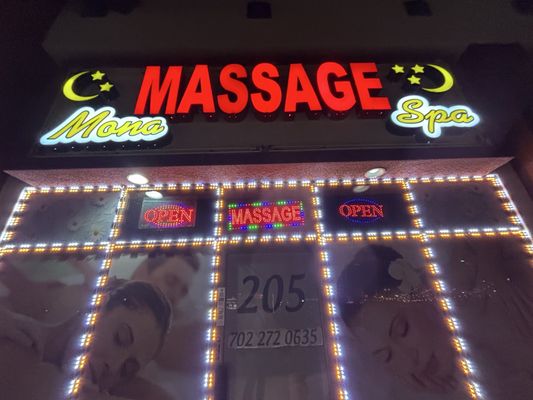 MASSAGE
Mona Spa
OPEN MASSAGE OPEN
205
702 272 0635